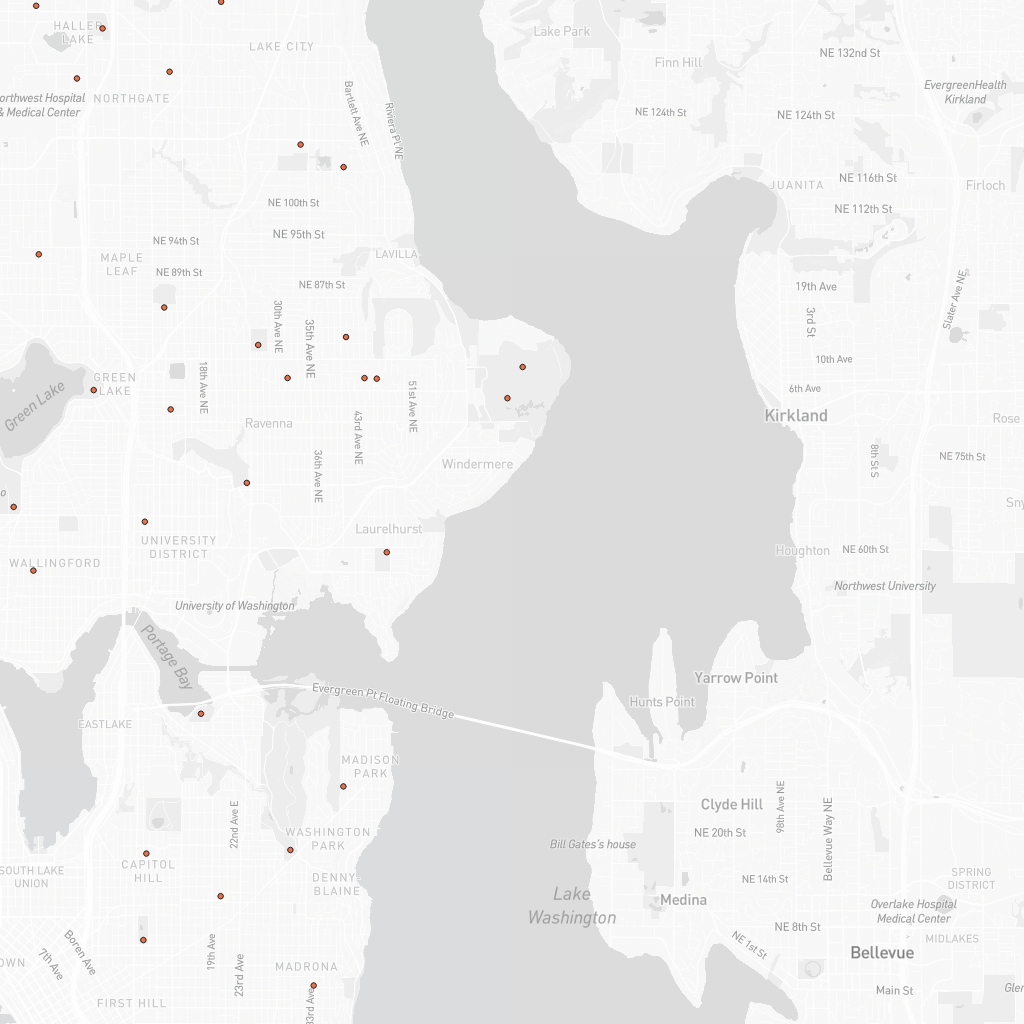 HALLER
LAKE
LAKE CITY
Lake Park
Finn Hill
NE 132nd St
EvergreenHealth
Kirkland
orthwest Hospital
& Medical Center
NORTHGATE
Bartlett Ave NE
Riviera Pl NE
NE 124th St
NE 124th St
NE 116th St
JUANITA
Firloch
NE 100th St
NE 112th St
NE 95th St
NE 94th St
LAVILLA
MAPLE
LEAF
NE 89th St
NE 87th St
19th Ave
Slater Ave NE
30th Ave NE
35th Ave NE
3rd St
10th Ave
GREEN
LAKE
Green Lake
18th Ave NE
51st Ave NE
6th Ave
Kirkland
Ravenna
43rd Ave NE
Rose
8th St S
NE 75th St
36th Ave NE
Windermere
o
Sny
Laurelhurst
UNIVERSITY
DISTRICT
WALLINGFORD
Houghton
NE 60th St
Northwest University
University of Washington
Portage Bay
Yarrow Point
Hunts Point
Evergreen Pt Floating Bridge
EASTLAKE
MADISON
PARK
22nd Ave E
WASHINGTON
PARK
Clyde Hill
98th Ave NE
Bellevue Way NE
NE 20th St
Bill Gates's house
SOUTH LAKE
UNION
CAPITOL
HILL
DENNY-
BLAINE
NE 14th St
SPRING
DISTRICT
Lake
Washington
Medina
Overlake Hospital
Medical Center
NE 8th St
NE 1st St
MIDLAKES
Bellevue
Boren Ave
7th Ave
OWN
19th Ave
23rd Ave
MADRONA
33rd Ave
FIRST HILL
Main St
Glen